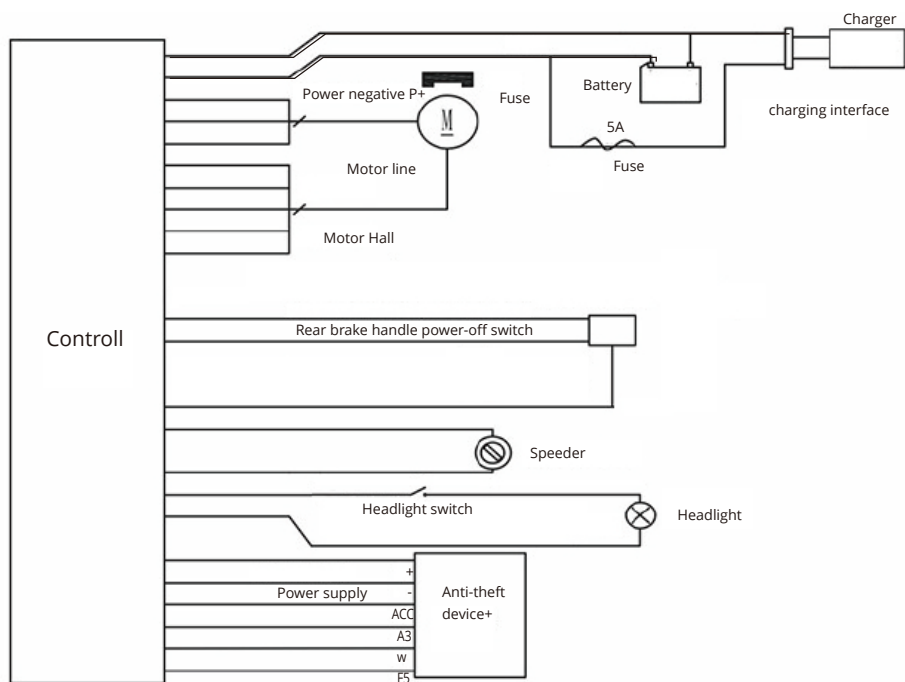 Charger
Power negative P+
Fuse
Battery
charging interface
M
5A
Motor line
Fuse
Motor Hall
Controll
Rear brake handle power-off switch
Speeder
Headlight switch
Headlight
+
Power supply
-
Anti-theft
device+
ACC
A3
w
F5